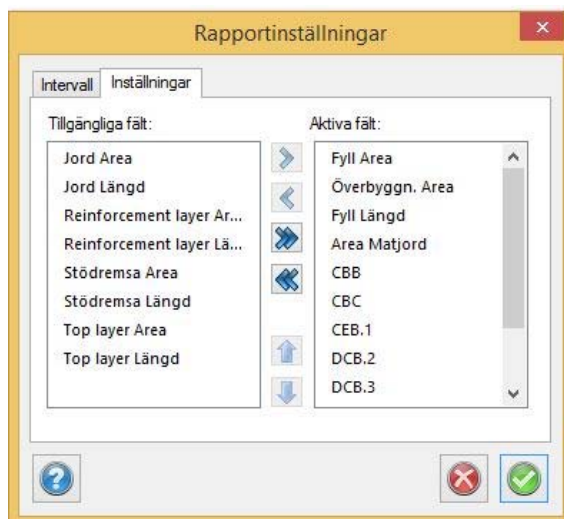 Rapportinställningar
Intervall Inställningar
Tillgängliga fält:
Jord Area
Jord Längd
Reinforcement layer Ar...
Reinforcement layer Lä...
Stödremsa Area
Stödremsa Längd
Top layer Area
Top layer Längd
Aktiva fält:
Fyll Area
Överbyggn. Area
Fyll Längd
Area Matjord
CBB
CBC
CEB.1
DCB.2
DCB.3